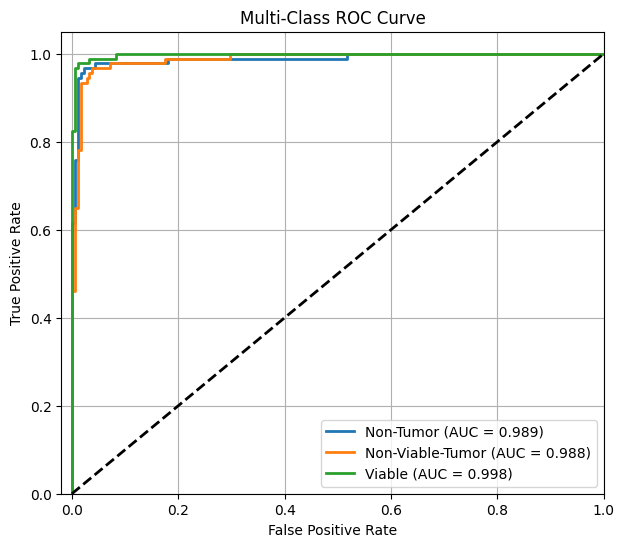 Multi-Class ROC Curve
True Positive Rate
1.0
0.8
0.6
0.4
0.2
0.0
Non-Tumor (AUC = 0.989)
Non-Viable-Tumor (AUC = 0.988)
Viable (AUC = 0.998)
0.0 0.2 0.4 0.6 0.8 1.0
False Positive Rate